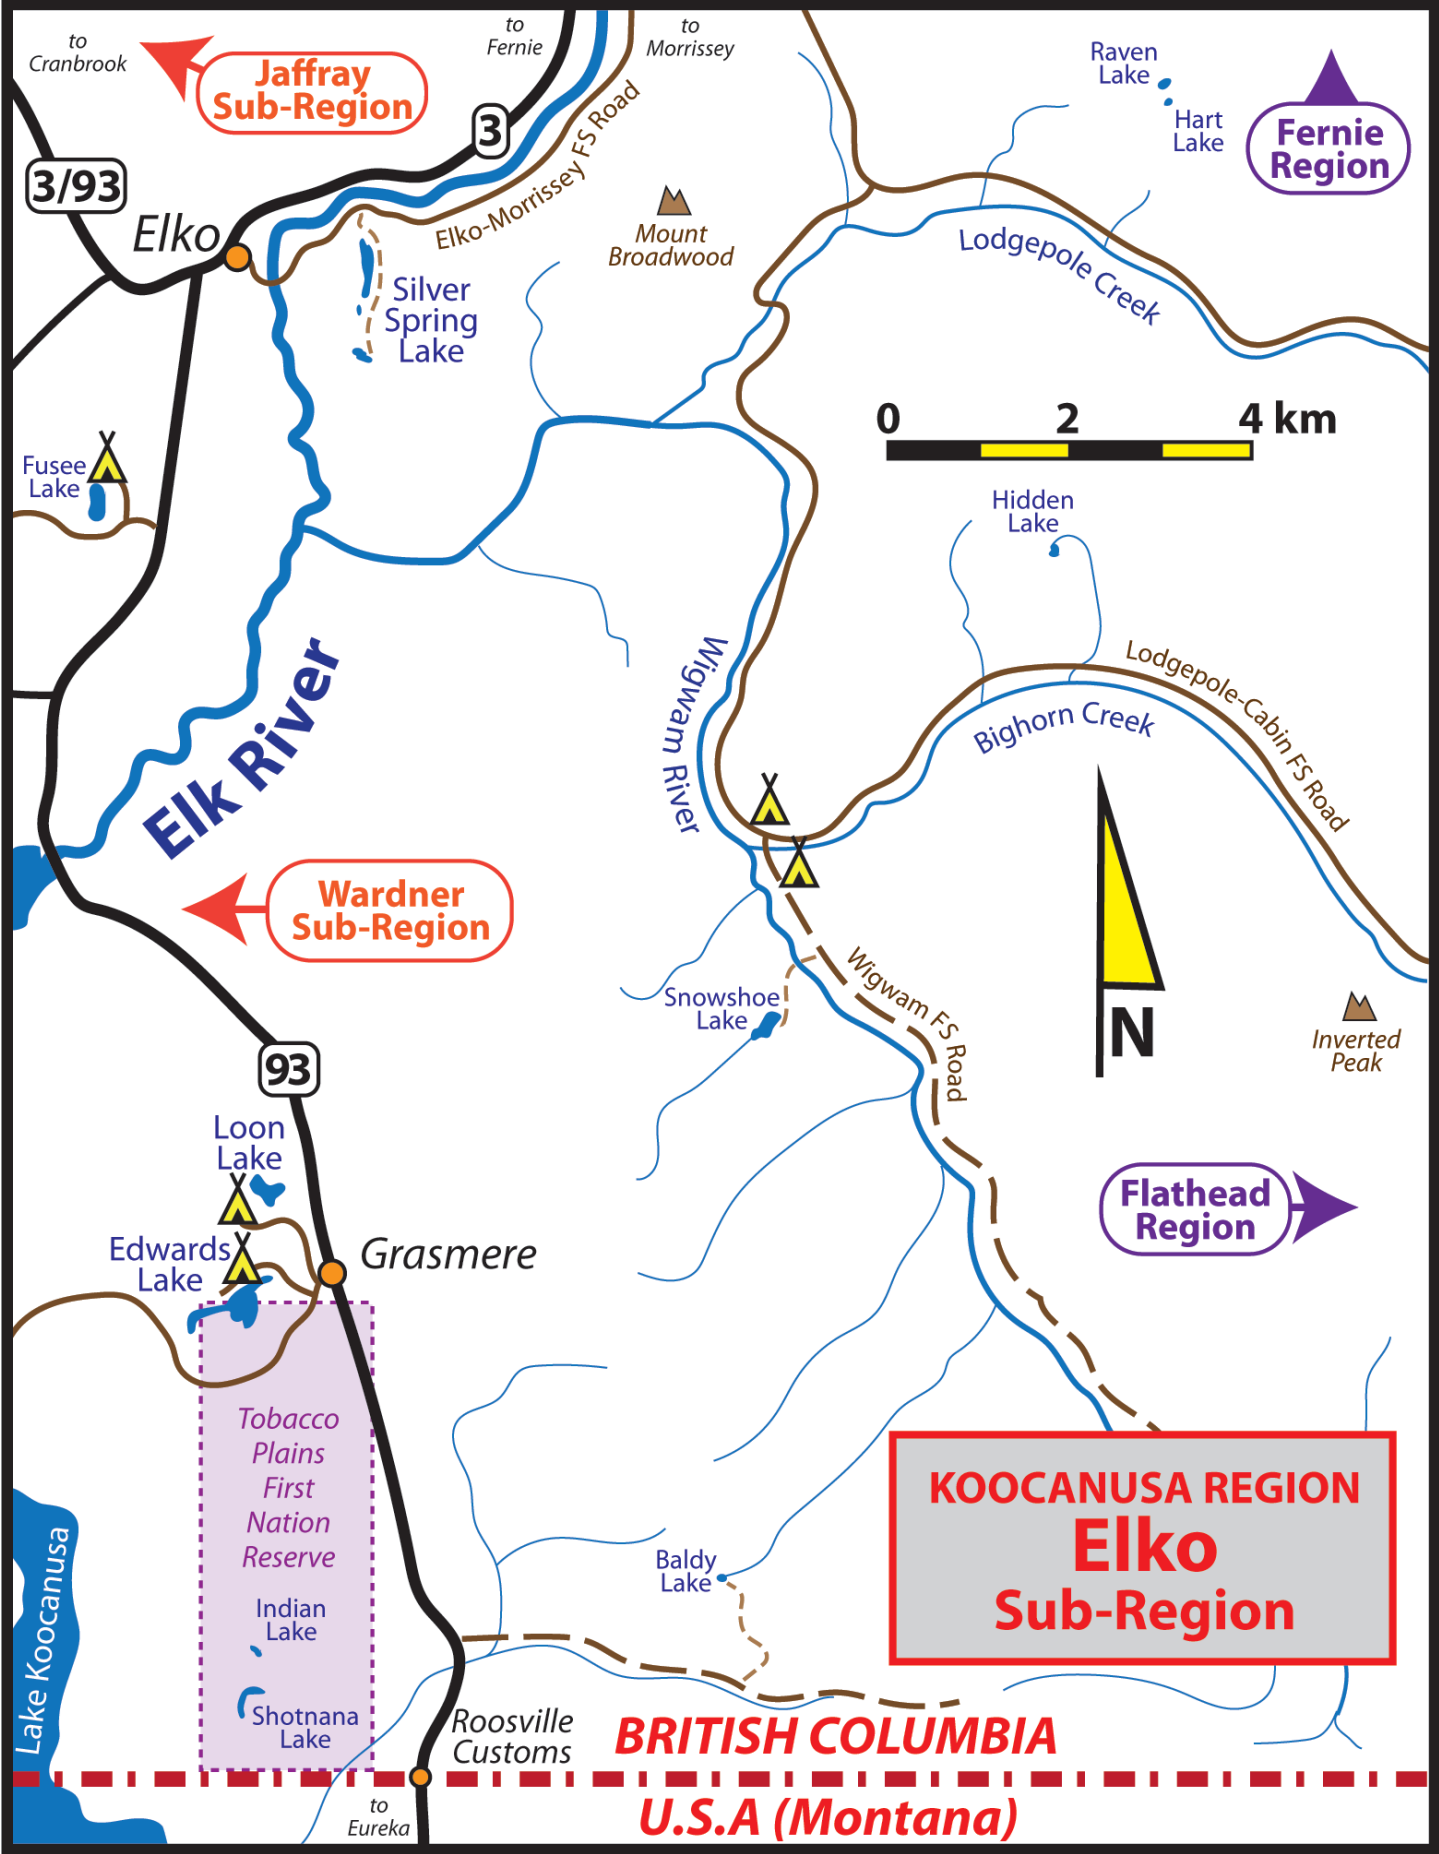 to
Cranbrook
Jaffray
Sub-Region
to
Fernie
to
Morrissey
Raven
Lake
Hart
Lake
Fernie
Region
3
3/93
Elko
Elko-Morrissey FS Road
Mount
Broadwood
Lodgepole Creek
Silver
Spring
Lake
0 2 4 km
Fusee
Lake
Hidden
Lake
Wigwam River
Lodgepole-Cabin FS Road
Bighorn Creek
Elk River
Wardner
Sub-Region
Wigwam FS Road
Snowshoe
Lake
N
Inverted
Peak
93
Loon
Lake
Flathead
Region
Edwards
Lake
Grasmere
Tobacco
Plains
First
Nation
Reserve
KOOCANUSA REGION
Elko
Sub-Region
Baldy
Lake
Indian
Lake
Lake Koocanusa
Shotnana
Lake
Roosville
Customs
BRITISH COLUMBIA
to
Eureka
U.S.A (Montana)